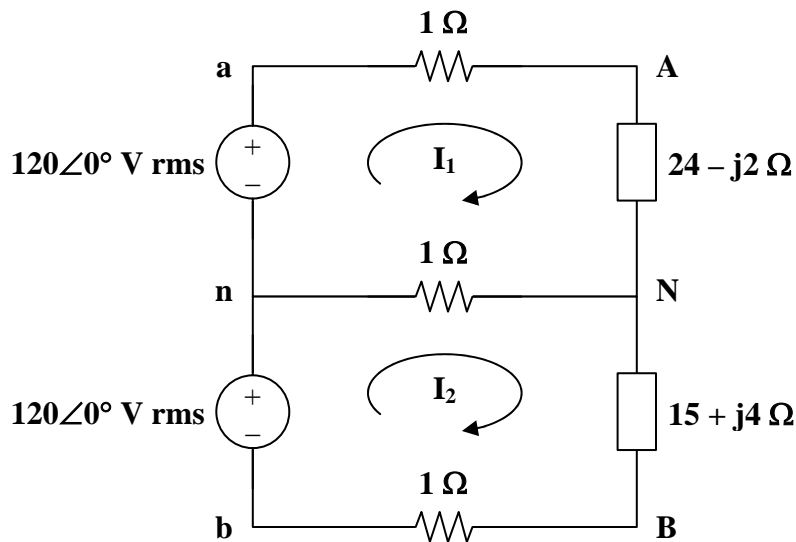 1 Ω
a
A
120∠0° V rms
+
–
I₁
24 – j2 Ω
1 Ω
n
N
120∠0° V rms
+
–
I₂
15 + j4 Ω
1 Ω
b
B